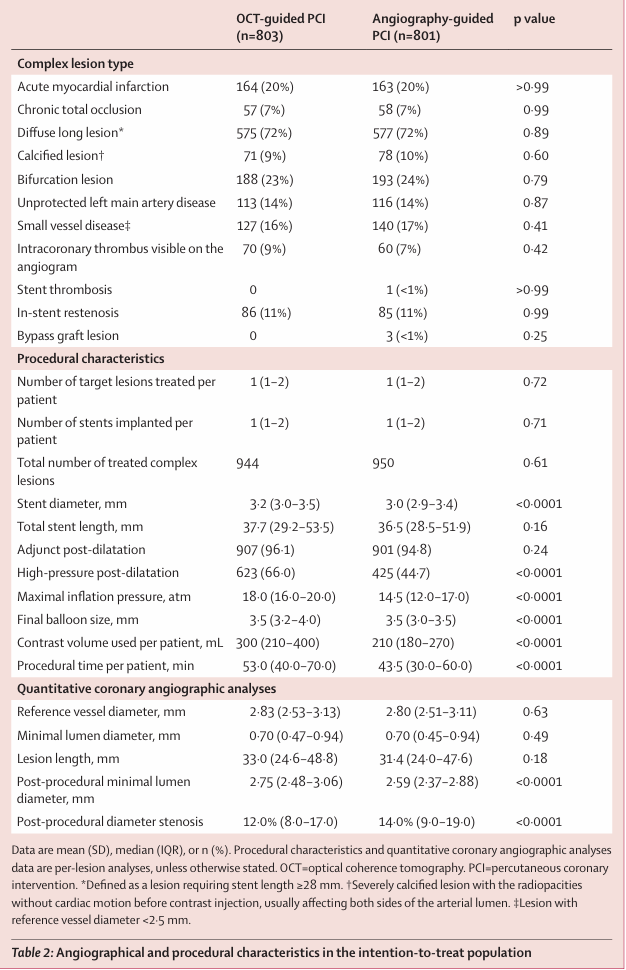 OCT-guided PCI Angiography-guided p value
(n=803) PCI (n=801)
Complex lesion type
Acute myocardial infarction 164 (20%) 163 (20%) >0·99
Chronic total occlusion 57 (7%) 58 (7%) 0·99
Diffuse long lesion* 575 (72%) 577 (72%) 0·89
Calcified lesion† 71 (9%) 78 (10%) 0·60
Bifurcation lesion 188 (23%) 193 (24%) 0·79
Unprotected left main artery disease 113 (14%) 116 (14%) 0·87
Small vessel disease‡ 127 (16%) 140 (17%) 0·41
Intracoronary thrombus visible on the 70 (9%) 60 (7%) 0·42
angiogram
Stent thrombosis 0 1 (<1%) >0·99
In-stent restenosis 86 (11%) 85 (11%) 0·99
Bypass graft lesion 0 3 (<1%) 0·25
Procedural characteristics
Number of target lesions treated per 1 (1–2) 1 (1–2) 0·72
patient
Number of stents implanted per 1 (1–2) 1 (1–2) 0·71
patient
Total number of treated complex 944 950 0·61
lesions
Stent diameter, mm 3·2 (3·0–3·5) 3·0 (2·9–3·4) <0·0001
Total stent length, mm 37·7 (29·2–53·5) 36·5 (28·5–51·9) 0·16
Adjunct post-dilatation 907 (96·1) 901 (94·8) 0·24
High-pressure post-dilatation 623 (66·0) 425 (44·7) <0·0001
Maximal inflation pressure, atm 18·0 (16·0–20·0) 14·5 (12·0–17·0) <0·0001
Final balloon size, mm 3·5 (3·2–4·0) 3·5 (3·0–3·5) <0·0001
Contrast volume used per patient, mL 300 (210–400) 210 (180–270) <0·0001
Procedural time per patient, min 53·0 (40·0–70·0) 43·5 (30·0–60·0) <0·0001
Quantitative coronary angiographic analyses
Reference vessel diameter, mm 2·83 (2·53–3·13) 2·80 (2·51–3·11) 0·63
Minimal lumen diameter, mm 0·70 (0·47–0·94) 0·70 (0·45–0·94) 0·49
Lesion length, mm 33·0 (24·6–48·8) 31·4 (24·0–47·6) 0·18
Post-procedural minimal lumen 2·75 (2·48–3·06) 2·59 (2·37–2·88) <0·0001
diameter, mm
Post-procedural diameter stenosis 12·0% (8·0–17·0) 14·0% (9·0–19·0) <0·0001
Data are mean (SD), median (IQR), or n (%). Procedural characteristics and quantitative coronary angiographic analyses
data are per-lesion analyses, unless otherwise stated. OCT=optical coherence tomography. PCI=percutaneous coronary
intervention. *Defined as a lesion requiring stent length ≥28 mm. †Severely calcified lesion with the radiopacities
without cardiac motion before contrast injection, usually affecting both sides of the arterial lumen. ‡Lesion with
reference vessel diameter <2·5 mm.
Table 2: Angiographical and procedural characteristics in the intention-to-treat population